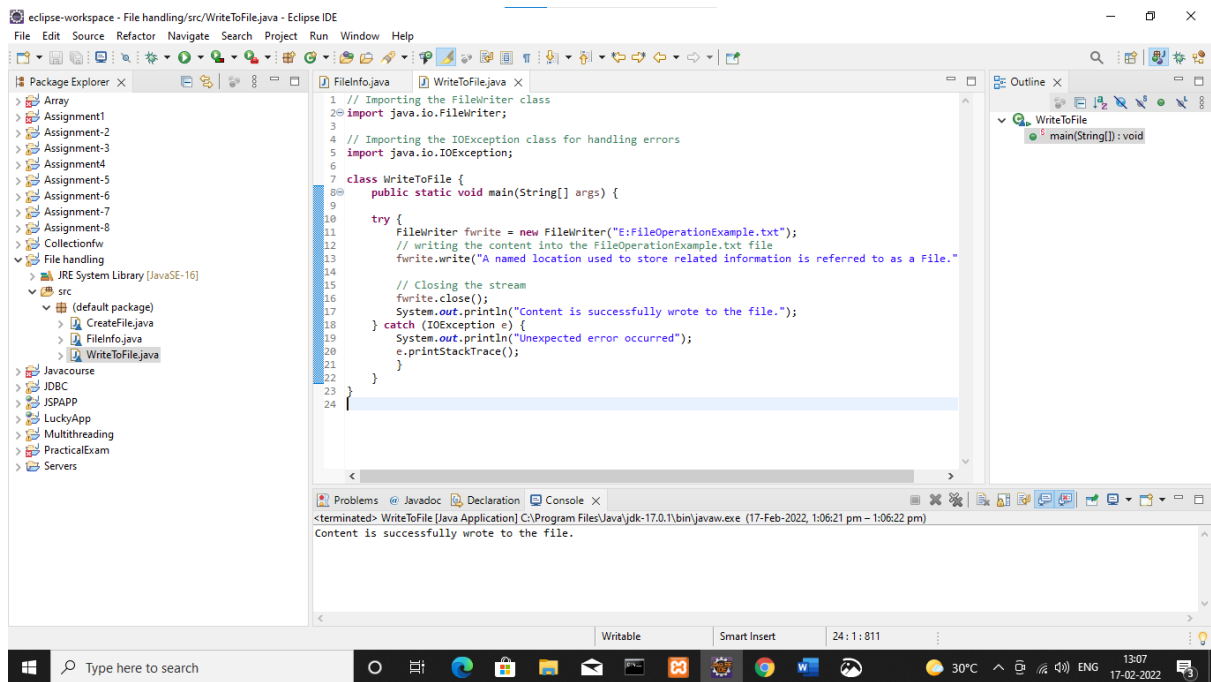 eclipse-workspace - File handling/src/WriteToFile.java - Eclipse IDE
File Edit Source Refactor Navigate Search Project Run Window Help
Package Explorer
Array
Assignment1
Assignment-2
Assignment-3
Assignment4
Assignment-5
Assignment-6
Assignment-7
Assignment-8
Collectionfw
File handling
JRE System Library [JavaSE-16]
src
(default package)
CreateFile.java
FileInfo.java
WriteToFile.java
Javacourse
JDBC
JSPAPP
LuckyApp
Multithreading
PracticalExam
Servers
FileInfo.java WriteToFile.java
1 // Importing the FileWriter class
2 import java.io.FileWriter;
3
4 // Importing the IOException class for handling errors
5 import java.io.IOException;
6
7 class WriteToFile {
8 public static void main(String[] args) {
9
10 try {
11 FileWriter fwrite = new FileWriter("E:FileOperationExample.txt");
12 // writing the content into the FileOperationExample.txt file
13 fwrite.write("A named location used to store related information is referred to as a File."
14
15 // Closing the stream
16 fwrite.close();
17 System.out.println("Content is successfully wrote to the file.");
18 } catch (IOException e) {
19 System.out.println("Unexpected error occurred");
20 e.printStackTrace();
21 }
22 }
23 }
24
Outline
WriteToFile
main(String[]) : void
Problems Javadoc Declaration Console
<terminated> WriteToFile [Java Application] C:\Program Files\Java\jdk-17.0.1\bin\javaw.exe (17-Feb-2022, 1:06:21 pm – 1:06:22 pm)
Content is successfully wrote to the file.
Writable Smart Insert 24 : 1 : 811
Type here to search
30°C ENG 13:07
17-02-2022
3